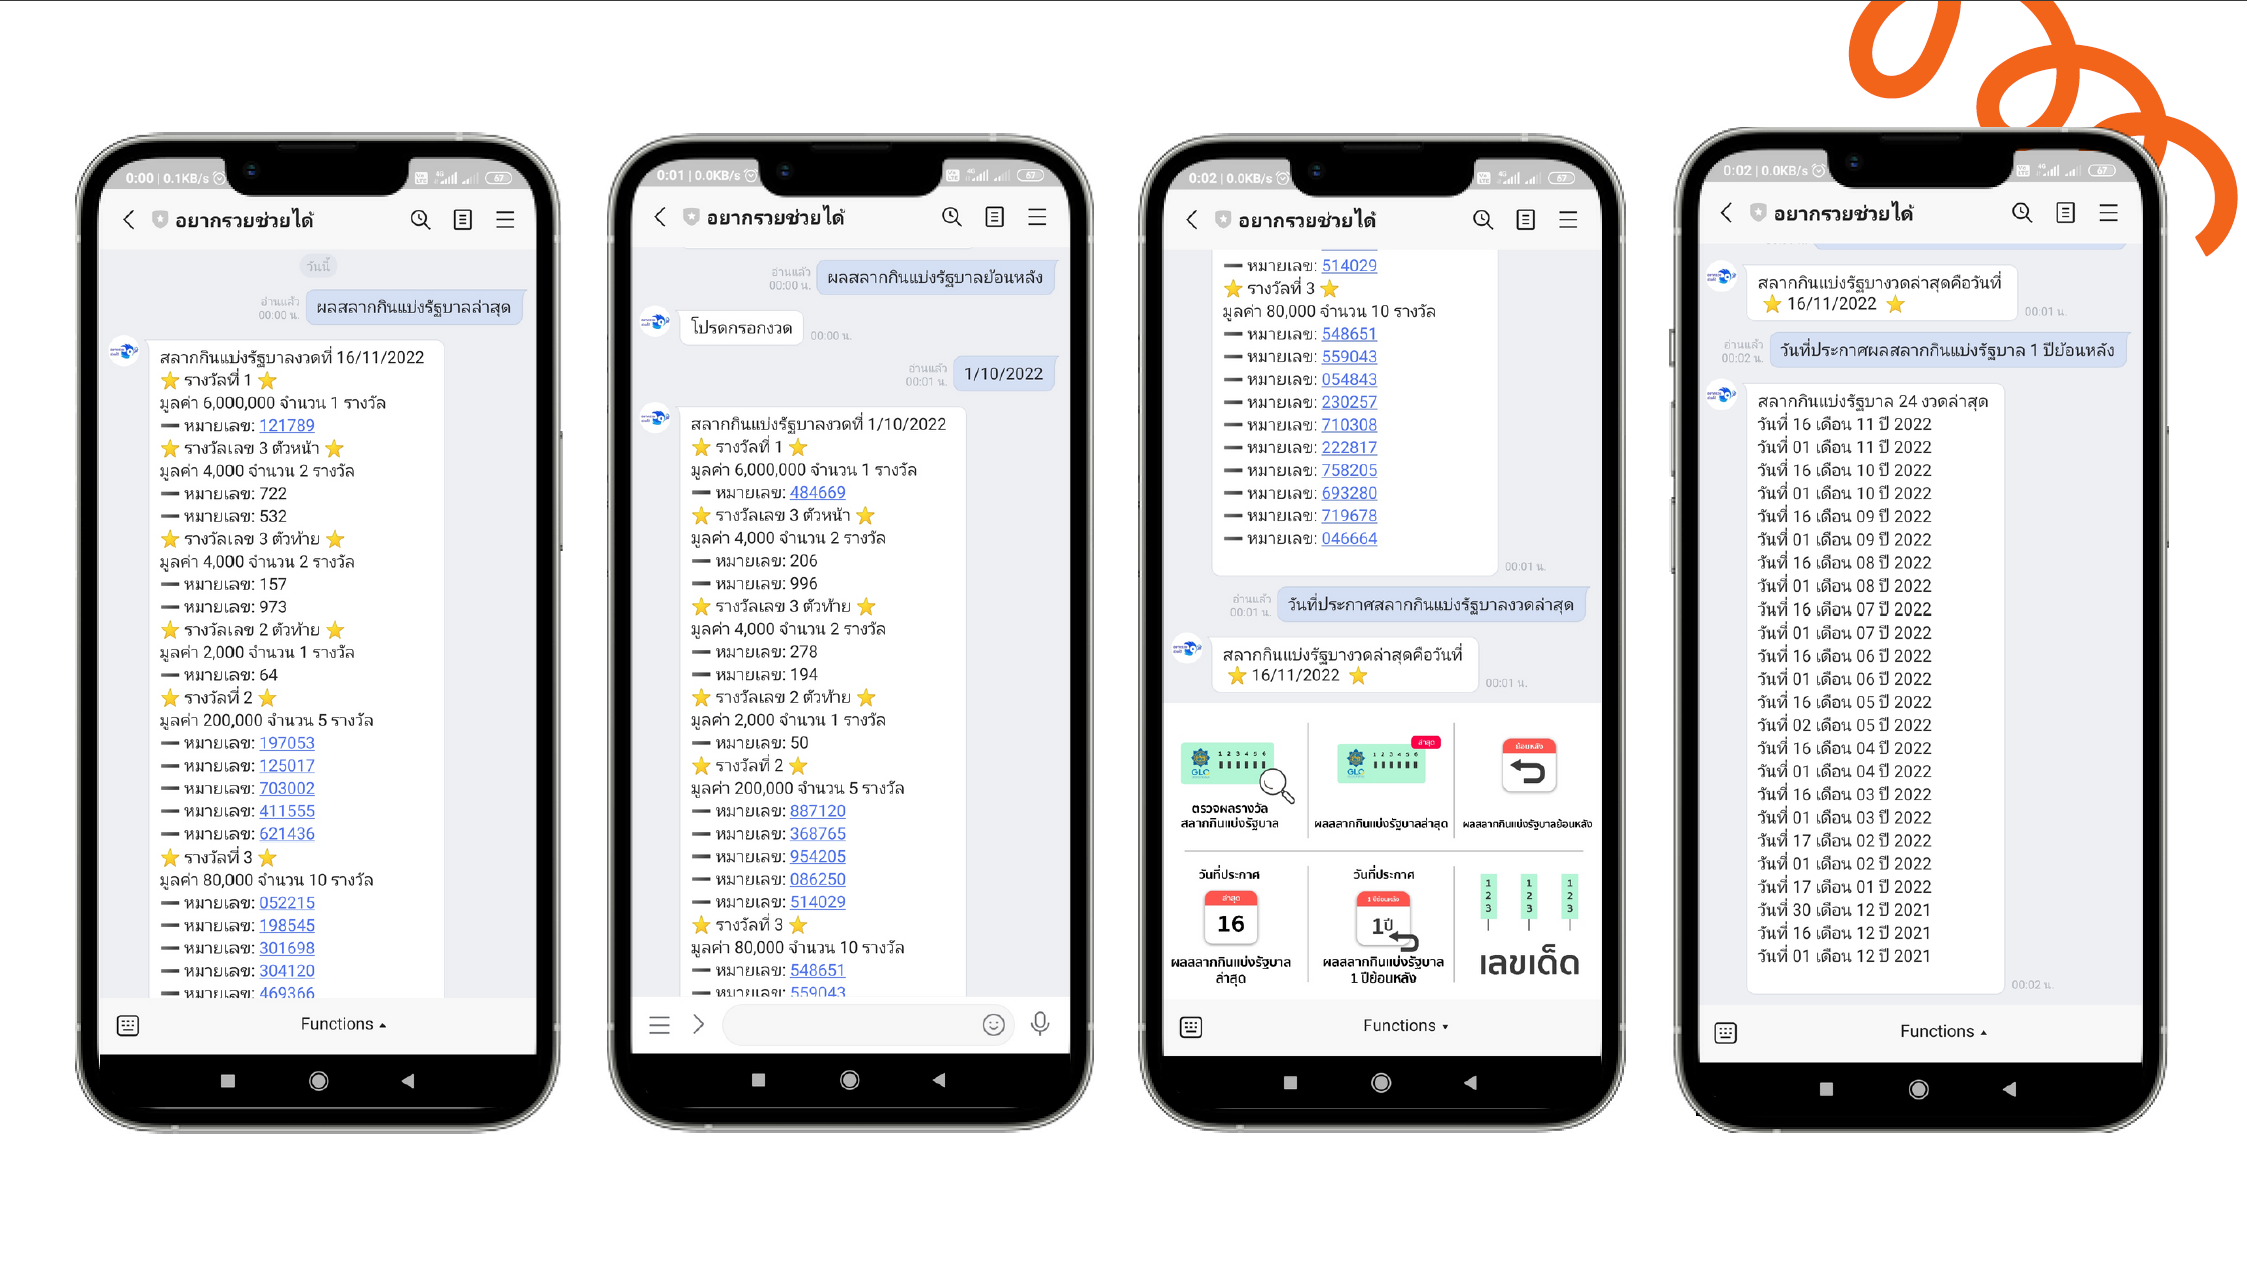 0:00 | 0.1KB/s
67
อยากรวยช่วยได้
วันนี้
อ่านแล้ว
00:00 น.
ผลสลากกินแบ่งรัฐบาลล่าสุด
สลากกินแบ่งรัฐบาลงวดที่ 16/11/2022
รางวัลที่ 1
มูลค่า 6,000,000 จำนวน 1 รางวัล
หมายเลข: 121789
รางวัลเลข 3 ตัวหน้า
มูลค่า 4,000 จำนวน 2 รางวัล
หมายเลข: 722
หมายเลข: 532
รางวัลเลข 3 ตัวท้าย
มูลค่า 4,000 จำนวน 2 รางวัล
หมายเลข: 157
หมายเลข: 973
รางวัลเลข 2 ตัวท้าย
มูลค่า 2,000 จำนวน 1 รางวัล
หมายเลข: 64
รางวัลที่ 2
มูลค่า 200,000 จำนวน 5 รางวัล
หมายเลข: 197053
หมายเลข: 125017
หมายเลข: 703002
หมายเลข: 411555
หมายเลข: 621436
รางวัลที่ 3
มูลค่า 80,000 จำนวน 10 รางวัล
หมายเลข: 052215
หมายเลข: 198545
หมายเลข: 301698
หมายเลข: 304120
หมายเลข: 469366
Functions
0:01 | 0.0KB/s
67
อยากรวยช่วยได้
อ่านแล้ว
00:00 น.
ผลสลากกินแบ่งรัฐบาลย้อนหลัง
โปรดกรอกงวด
00:00 น.
อ่านแล้ว
00:01 น.
1/10/2022
สลากกินแบ่งรัฐบาลงวดที่ 1/10/2022
รางวัลที่ 1
มูลค่า 6,000,000 จำนวน 1 รางวัล
หมายเลข: 484669
รางวัลเลข 3 ตัวหน้า
มูลค่า 4,000 จำนวน 2 รางวัล
หมายเลข: 206
หมายเลข: 996
รางวัลเลข 3 ตัวท้าย
มูลค่า 4,000 จำนวน 2 รางวัล
หมายเลข: 278
หมายเลข: 194
รางวัลเลข 2 ตัวท้าย
มูลค่า 2,000 จำนวน 1 รางวัล
หมายเลข: 50
รางวัลที่ 2
มูลค่า 200,000 จำนวน 5 รางวัล
หมายเลข: 887120
หมายเลข: 368765
หมายเลข: 954205
หมายเลข: 086250
หมายเลข: 514029
รางวัลที่ 3
มูลค่า 80,000 จำนวน 10 รางวัล
หมายเลข: 548651
หมายเลข: 559043
0:02 | 0.0KB/s
67
อยากรวยช่วยได้
หมายเลข: 514029
รางวัลที่ 3
มูลค่า 80,000 จำนวน 10 รางวัล
หมายเลข: 548651
หมายเลข: 559043
หมายเลข: 054843
หมายเลข: 230257
หมายเลข: 710308
หมายเลข: 222817
หมายเลข: 758205
หมายเลข: 693280
หมายเลข: 719678
หมายเลข: 046664
00:01 น.
อ่านแล้ว
00:01 น.
วันที่ประกาศสลากกินแบ่งรัฐบาลงวดล่าสุด
สลากกินแบ่งรัฐบางวดล่าสุดคือวันที่
16/11/2022
00:01 น.
1 2 3 4 5 6
GLO
ตรวจผลรางวัล
สลากกินแบ่งรัฐบาล
ล่าสุด
1 2 3 4 5 6
GLO
ผลสลากกินแบ่งรัฐบาลล่าสุด
ย้อนหลัง
ผลสลากกินแบ่งรัฐบาลย้อนหลัง
วันที่ประกาศ
ล่าสุด
16
ผลสลากกินแบ่งรัฐบาล
ล่าสุด
วันที่ประกาศ
1 ปีย้อนหลัง
1ปี
ผลสลากกินแบ่งรัฐบาล
1 ปีย้อนหลัง
1 1 1
2 2 2
3 3 3
เลขเด็ด
Functions
0:02 | 0.0KB/s
67
อยากรวยช่วยได้
สลากกินแบ่งรัฐบางวดล่าสุดคือวันที่
16/11/2022
00:01 น.
อ่านแล้ว
00:02 น.
วันที่ประกาศผลสลากกินแบ่งรัฐบาล 1 ปีย้อนหลัง
สลากกินแบ่งรัฐบาล 24 งวดล่าสุด
วันที่ 16 เดือน 11 ปี 2022
วันที่ 01 เดือน 11 ปี 2022
วันที่ 16 เดือน 10 ปี 2022
วันที่ 01 เดือน 10 ปี 2022
วันที่ 16 เดือน 09 ปี 2022
วันที่ 01 เดือน 09 ปี 2022
วันที่ 16 เดือน 08 ปี 2022
วันที่ 01 เดือน 08 ปี 2022
วันที่ 16 เดือน 07 ปี 2022
วันที่ 01 เดือน 07 ปี 2022
วันที่ 16 เดือน 06 ปี 2022
วันที่ 01 เดือน 06 ปี 2022
วันที่ 16 เดือน 05 ปี 2022
วันที่ 02 เดือน 05 ปี 2022
วันที่ 16 เดือน 04 ปี 2022
วันที่ 01 เดือน 04 ปี 2022
วันที่ 16 เดือน 03 ปี 2022
วันที่ 01 เดือน 03 ปี 2022
วันที่ 17 เดือน 02 ปี 2022
วันที่ 01 เดือน 02 ปี 2022
วันที่ 17 เดือน 01 ปี 2022
วันที่ 30 เดือน 12 ปี 2021
วันที่ 16 เดือน 12 ปี 2021
วันที่ 01 เดือน 12 ปี 2021
00:02 น.
Functions